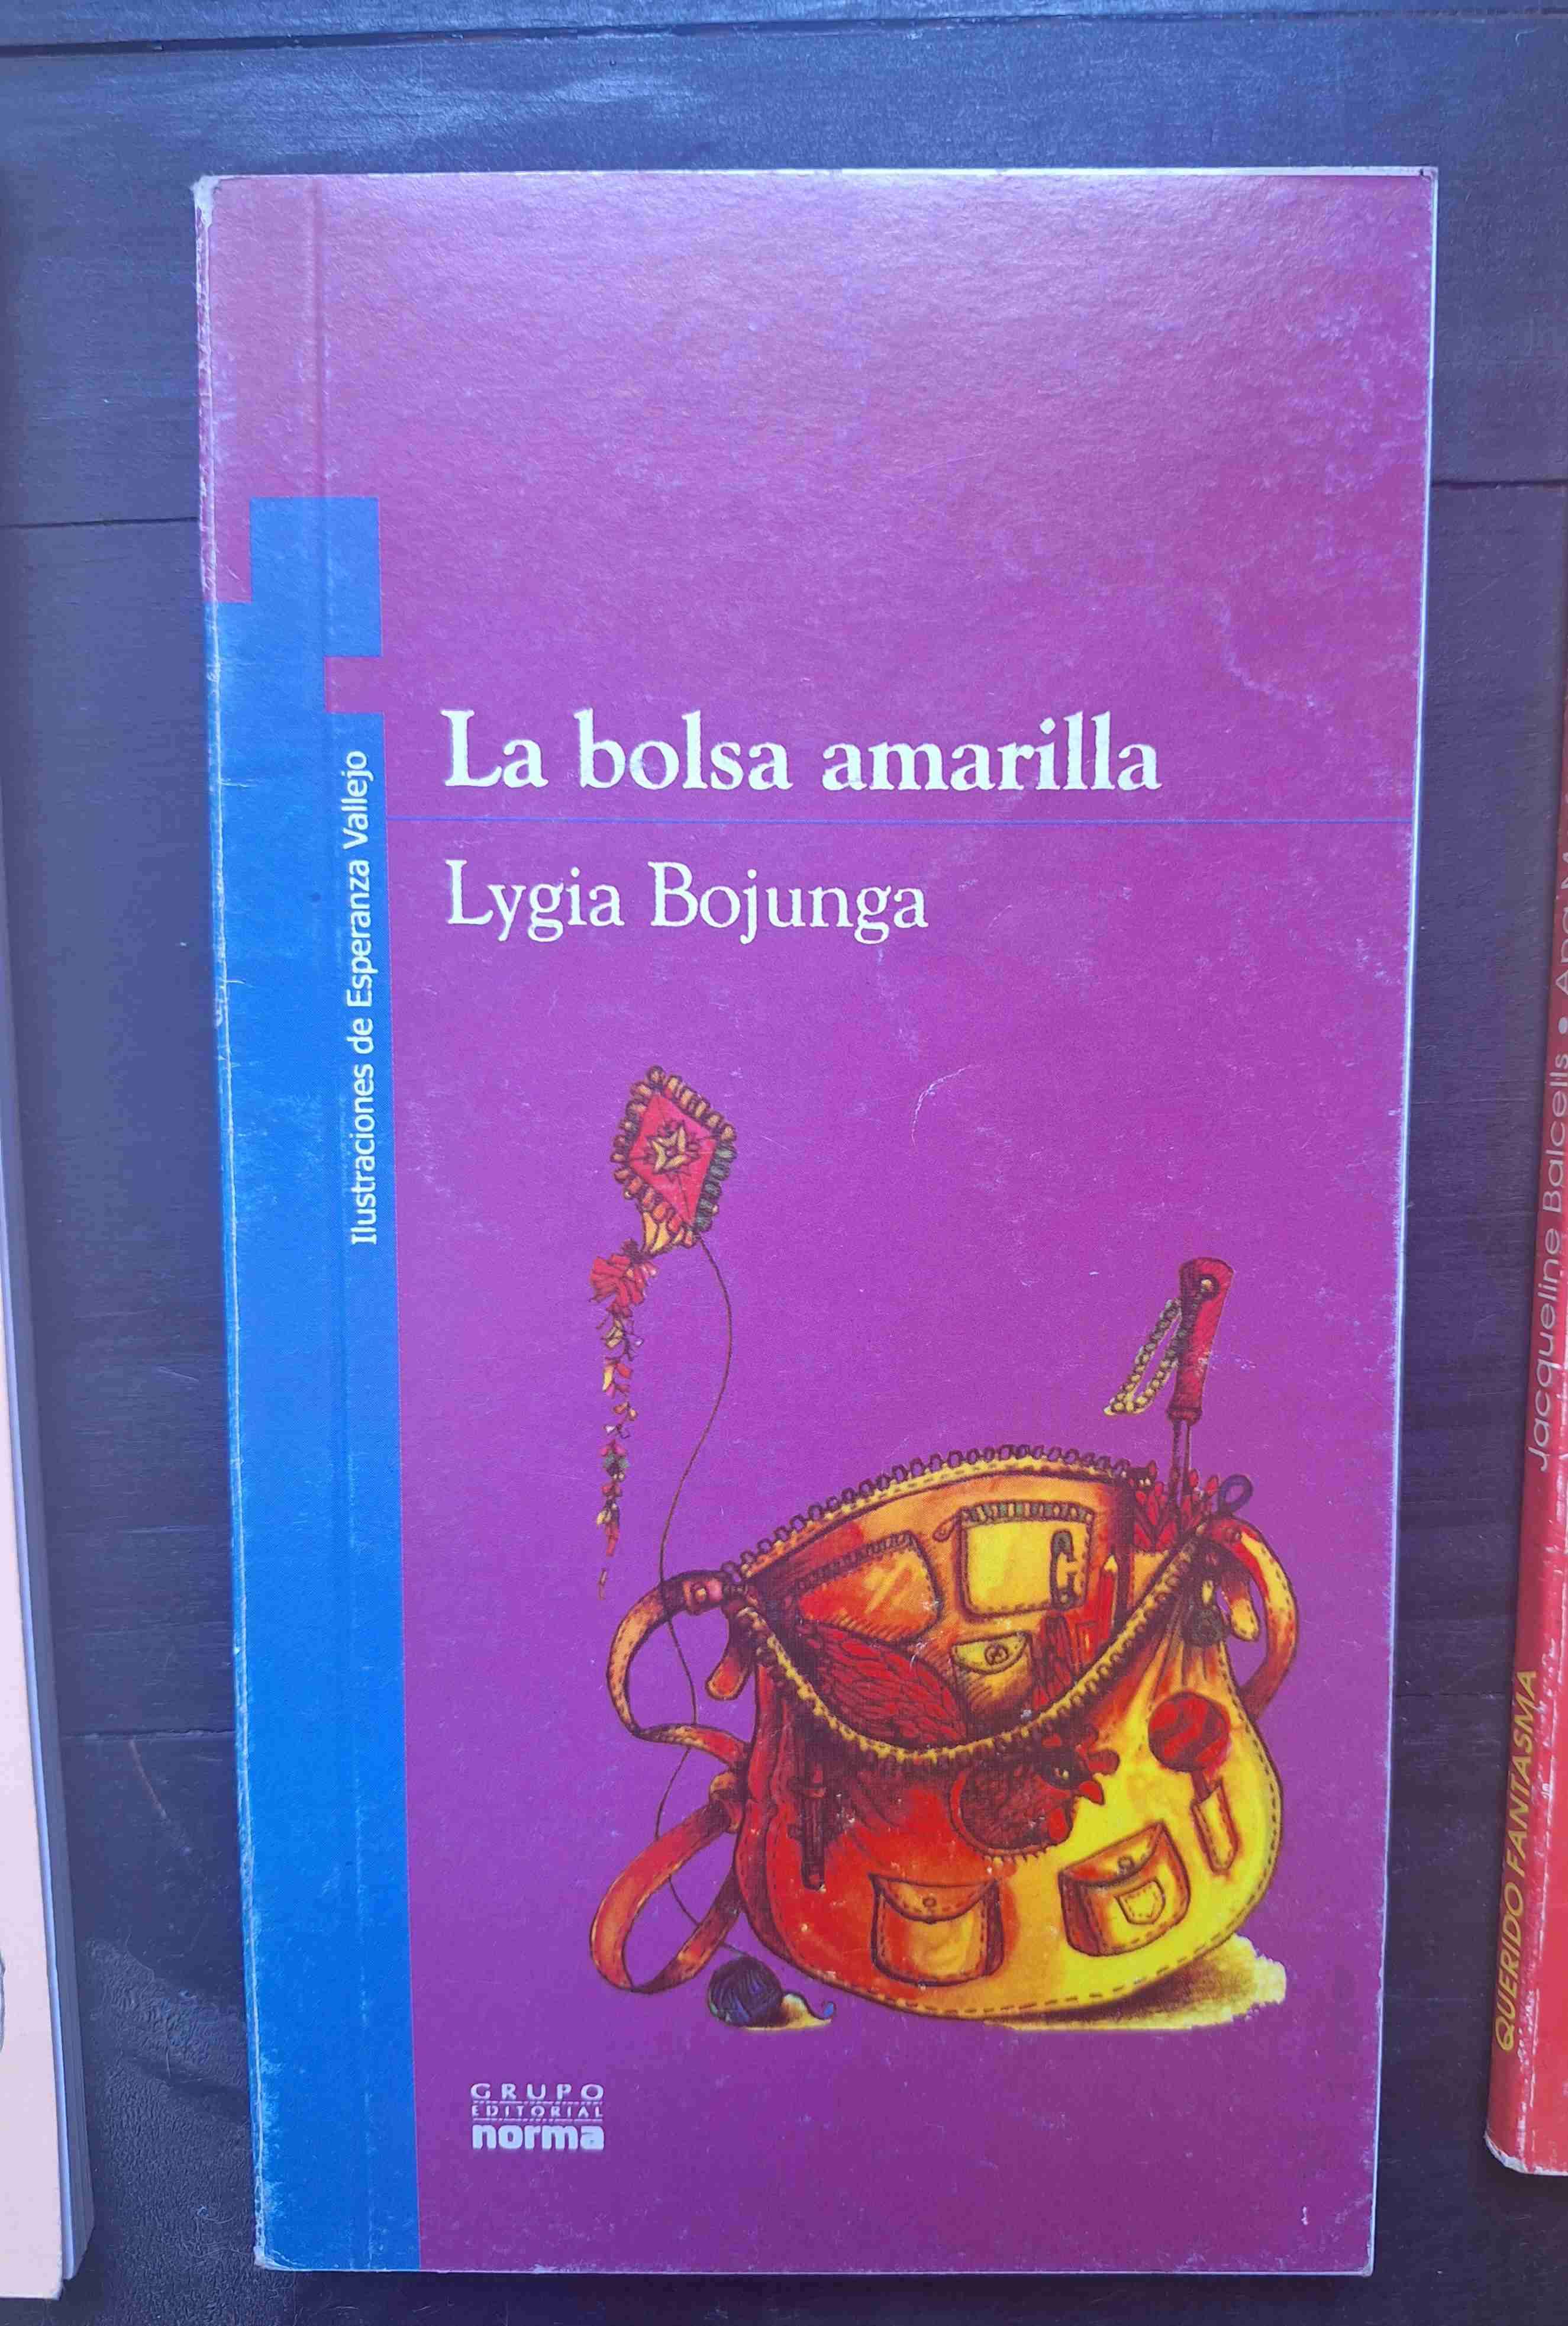 La bolsa amarilla
Lygia Bojunga
Ilustraciones de Esperanza Vallejo
GRUPO
EDITORIAL
norma
QUERIDO FANTASMA
Jacqueline Balcells •